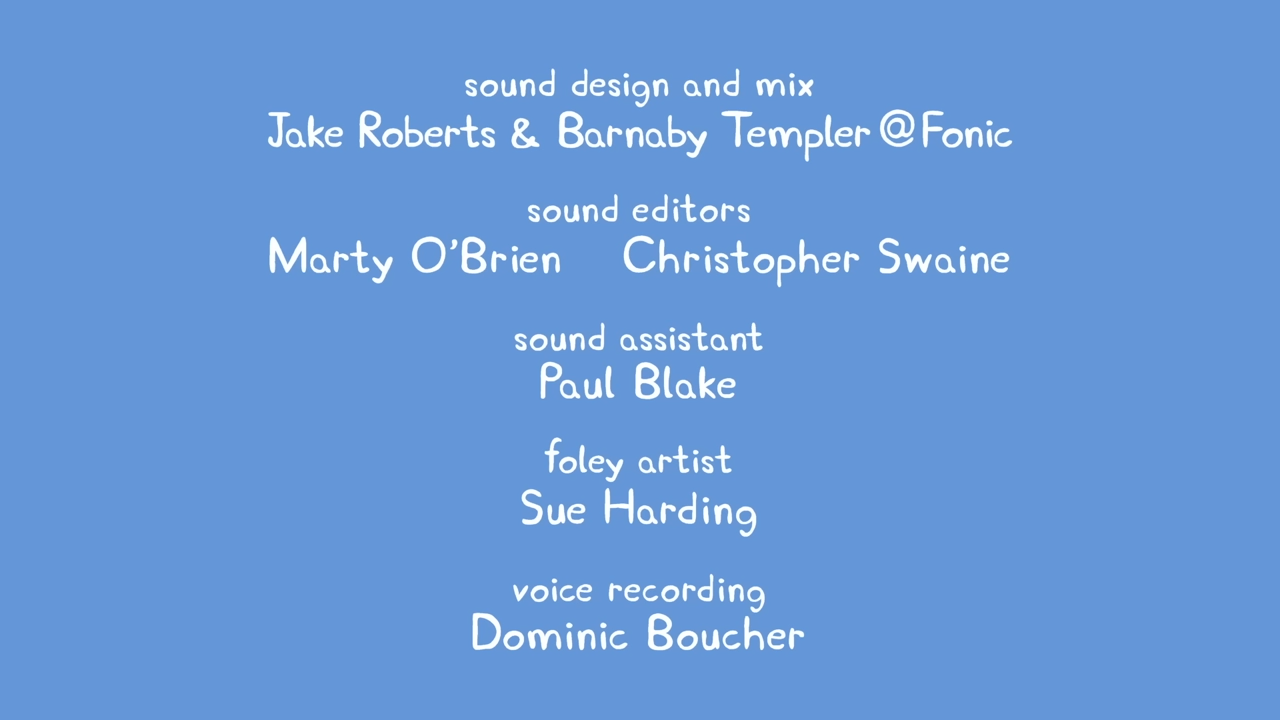 sound design and mix
Jake Roberts & Barnaby Templer @ Fonic
sound editors
Marty O'Brien Christopher Swaine
sound assistant
Paul Blake
foley artist
Sue Harding
voice recording
Dominic Boucher